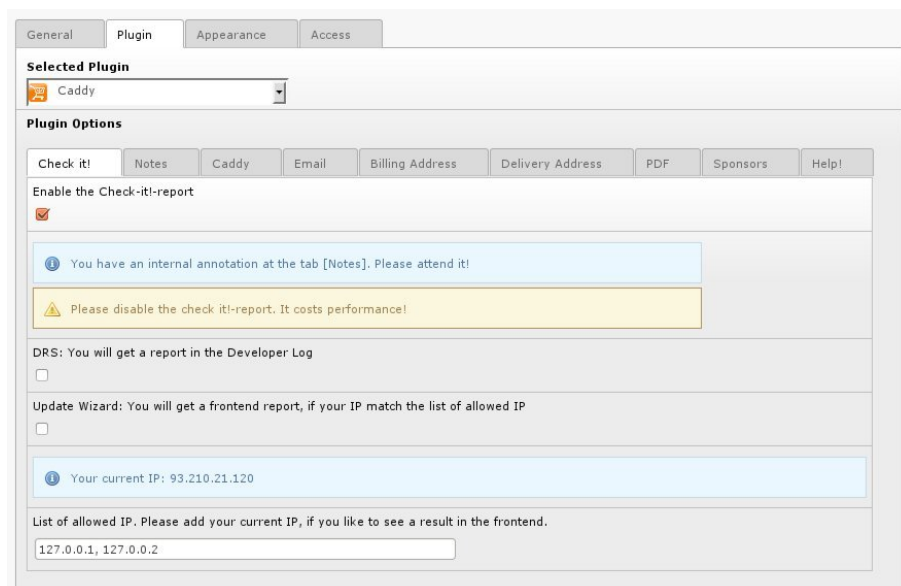 General Plugin Appearance Access
Selected Plugin
Caddy
Plugin Options
Check it! Notes Caddy Email Billing Address Delivery Address PDF Sponsors Help!
Enable the Check-it!-report
You have an internal annotation at the tab [Notes]. Please attend it!
Please disable the check it!-report. It costs performance!
DRS: You will get a report in the Developer Log
Update Wizard: You will get a frontend report, if your IP match the list of allowed IP
Your current IP: 93.210.21.120
List of allowed IP. Please add your current IP, if you like to see a result in the frontend.
127.0.0.1, 127.0.0.2